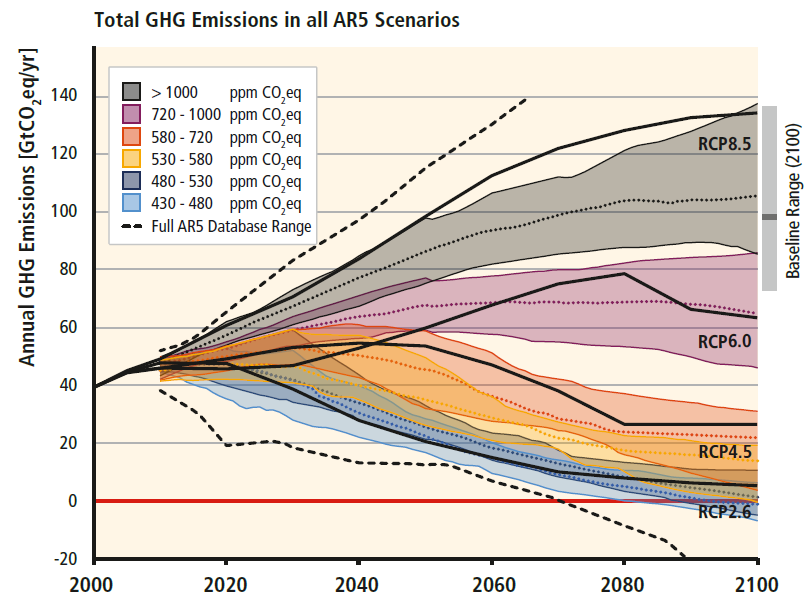 Total GHG Emissions in all AR5 Scenarios
Annual GHG Emissions [GtCO2eq/yr]
140
120
100
80
60
40
20
0
-20
> 1000 ppm CO2eq
720 - 1000 ppm CO2eq
580 - 720 ppm CO2eq
530 - 580 ppm CO2eq
480 - 530 ppm CO2eq
430 - 480 ppm CO2eq
Full AR5 Database Range
RCP8.5
RCP6.0
RCP4.5
RCP2.6
Baseline Range (2100)
2000 2020 2040 2060 2080 2100